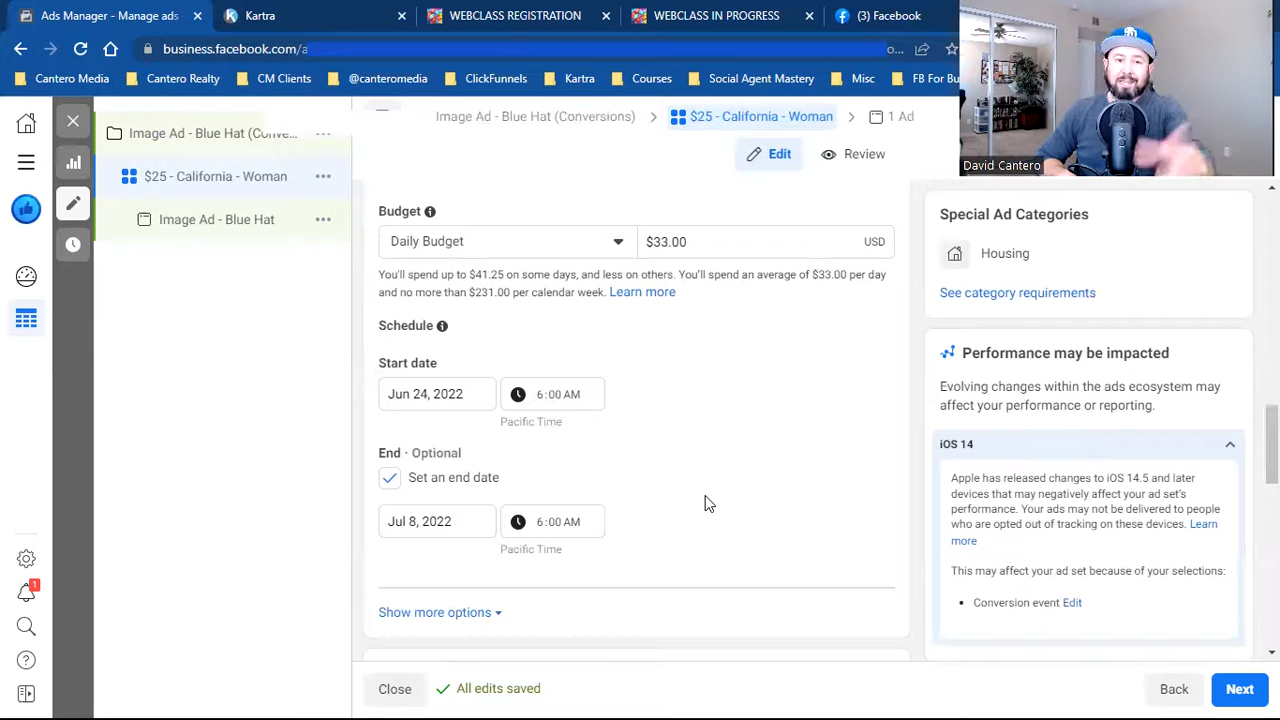 Ads Manager - Manage ads
Kartra
WEBCLASS REGISTRATION
WEBCLASS IN PROGRESS
(3) Facebook
business.facebook.com/a
o...
Cantero Media
Cantero Realty
CM Clients
@canteromedia
ClickFunnels
Kartra
Courses
Social Agent Mastery
Misc
FB For Bu
David Cantero
Image Ad - Blue Hat (Conve...
Image Ad - Blue Hat (Conversions)
$25 - California - Woman
1 Ad
Edit
Review
$25 - California - Woman
Image Ad - Blue Hat
Budget
Daily Budget
$33.00
USD
You'll spend up to $41.25 on some days, and less on others. You'll spend an average of $33.00 per day
and no more than $231.00 per calendar week. Learn more
Schedule
Start date
Jun 24, 2022
6:00 AM
Pacific Time
End · Optional
Set an end date
Jul 8, 2022
6:00 AM
Pacific Time
Show more options
Special Ad Categories
Housing
See category requirements
Performance may be impacted
Evolving changes within the ads ecosystem may
affect your performance or reporting.
iOS 14
Apple has released changes to iOS 14.5 and later
devices that may negatively affect your ad set's
performance. Your ads may not be delivered to people
who are opted out of tracking on these devices. Learn
more
This may affect your ad set because of your selections:
• Conversion event Edit
1
Close
All edits saved
Back
Next